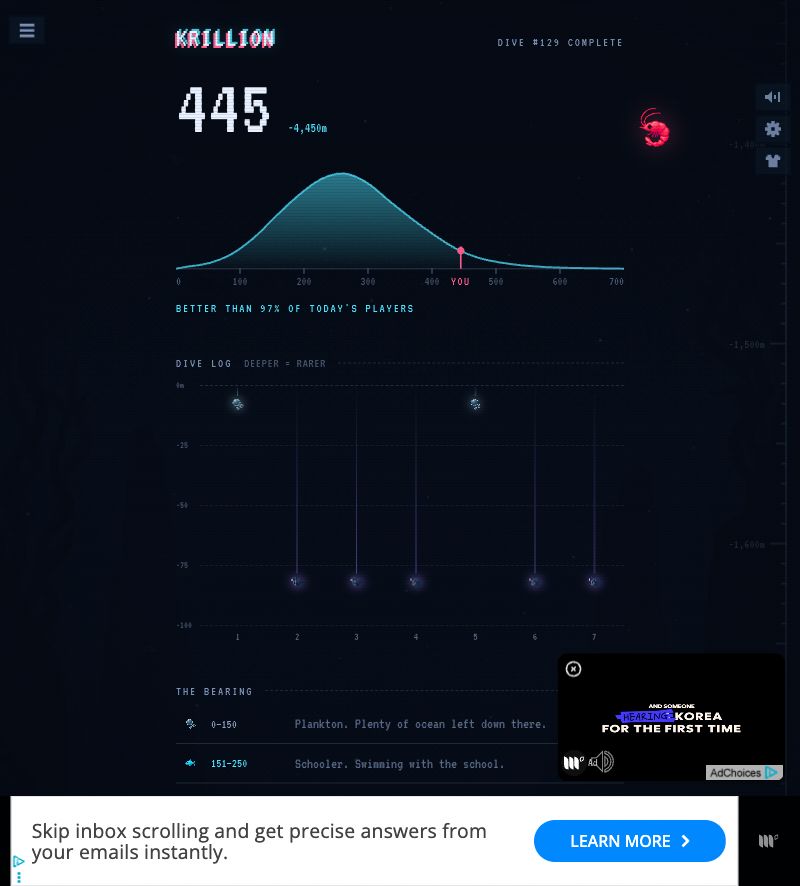 KRILLION
DIVE #129 COMPLETE
445
-4,450m
0 100 200 300 400 YOU 500 600 700
BETTER THAN 97% OF TODAY'S PLAYERS
DIVE LOG DEEPER = RARER
0m
-25
-50
-75
-100
1 2 3 4 5 6 7
THE BEARING
0-150 Plankton. Plenty of ocean left down there.
151-250 Schooler. Swimming with the school.
-1,500m
-1,600m
AND SOMEONE
HEARING KOREA
FOR THE FIRST TIME
Ad
AdChoices
Skip inbox scrolling and get precise answers from
your emails instantly.
LEARN MORE